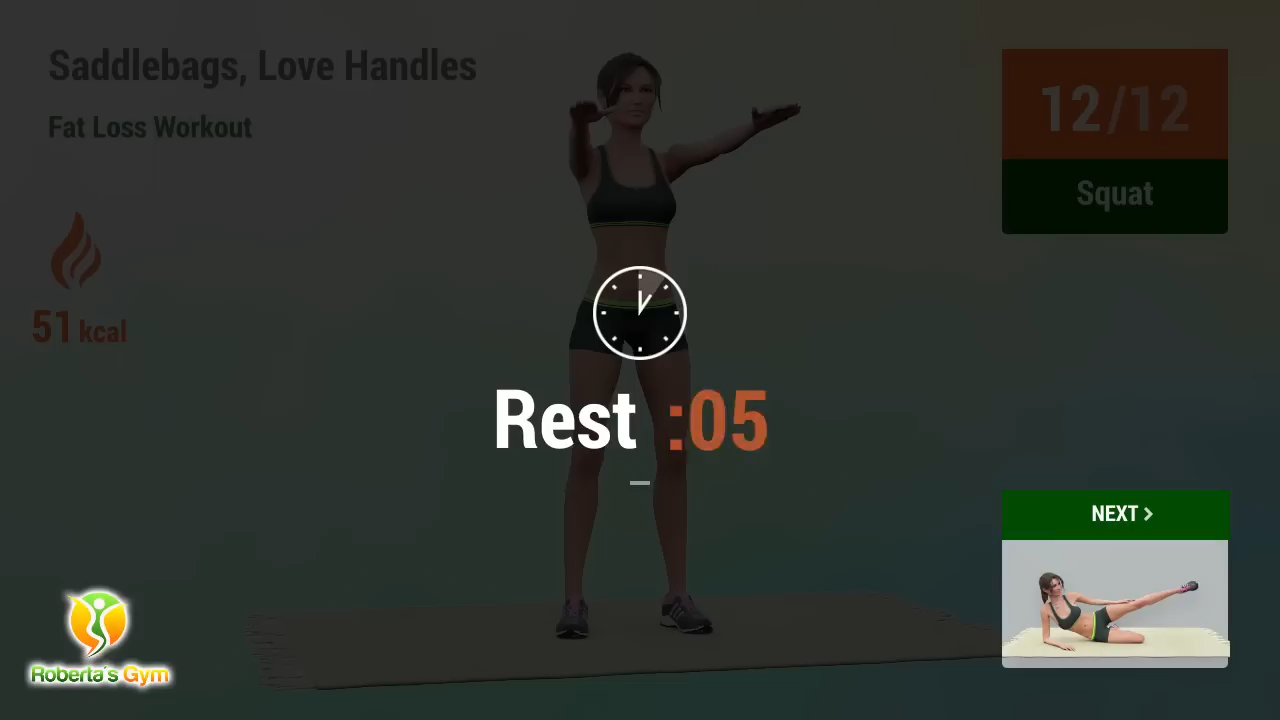 Saddlebags, Love Handles
Fat Loss Workout
12/12
Squat
51 kcal
Rest :05
NEXT >
Roberta's Gym